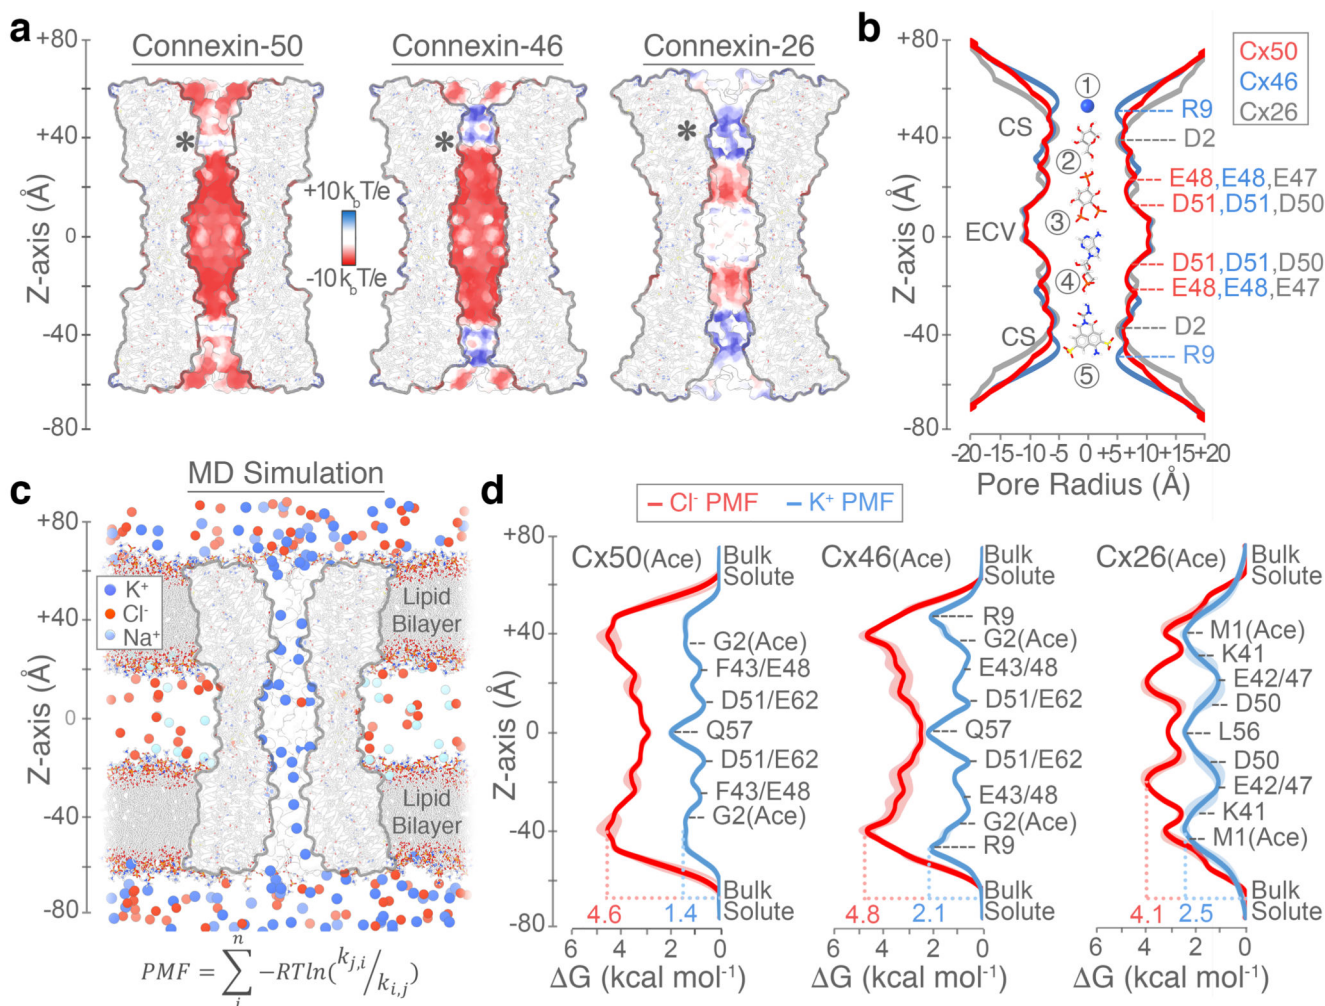 a
Connexin-50
Connexin-46
Connexin-26
Z-axis (Å)
+80
+40
0
-40
-80
*
*
*
+10 kbT/e
-10 kbT/e
b
Cx50
Cx46
Cx26
CS
ECV
CS
1
2
3
4
5
R9
D2
E48,E48,E47
D51,D51,D50
D51,D51,D50
E48,E48,E47
D2
R9
Z-axis (Å)
+80
+40
0
-40
-80
-20 -15 -10 -5 0 +5 +10 +15 +20
Pore Radius (Å)
c
MD Simulation
Z-axis (Å)
+80
+40
0
-40
-80
K⁺
Cl⁻
Na⁺
Lipid
Bilayer
Lipid
Bilayer
PMF = ∑ⁿᵢ -RTln(kj,i/ki,j)
d
Cl⁻ PMF
K⁺ PMF
Z-axis (Å)
+80
+40
0
-40
-80
Cx50(Ace)
Bulk
Solute
G2(Ace)
F43/E48
D51/E62
Q57
D51/E62
F43/E48
G2(Ace)
Bulk
Solute
4.6
1.4
6 4 2 0
ΔG (kcal mol⁻¹)
Cx46(Ace)
Bulk
Solute
R9
G2(Ace)
E43/48
D51/E62
Q57
D51/E62
E43/48
G2(Ace)
R9
Bulk
Solute
4.8
2.1
6 4 2 0
ΔG (kcal mol⁻¹)
Cx26(Ace)
M1(Ace)
K41
E42/47
D50
L56
D50
E42/47
K41
M1(Ace)
4.1
2.5
6 4 2 0
ΔG (kcal mol⁻¹)